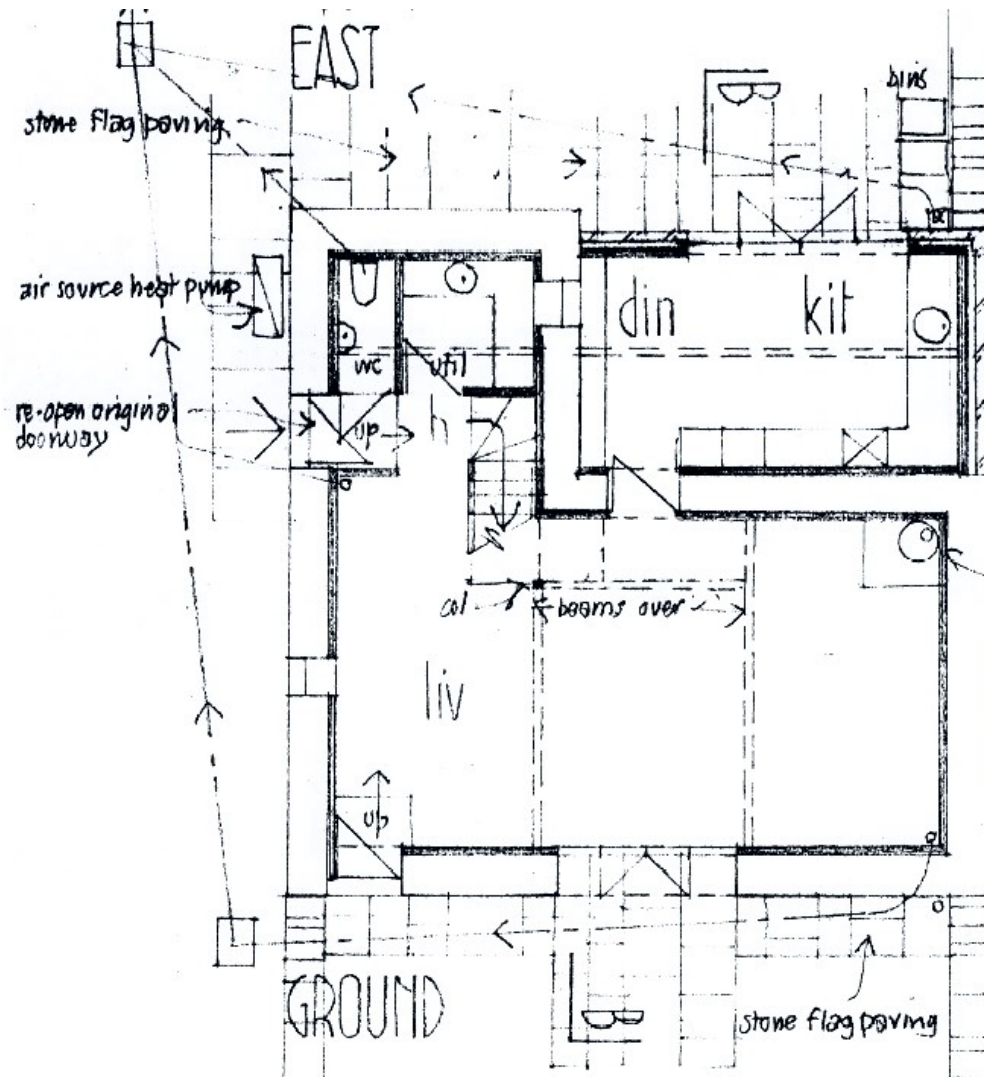 EAST
bins
stone flag paving
din
kit
air source heat pump
wc
util
re-open original
doorway
up
h
col
beams over
liv
up
GROUND
stone flag paving